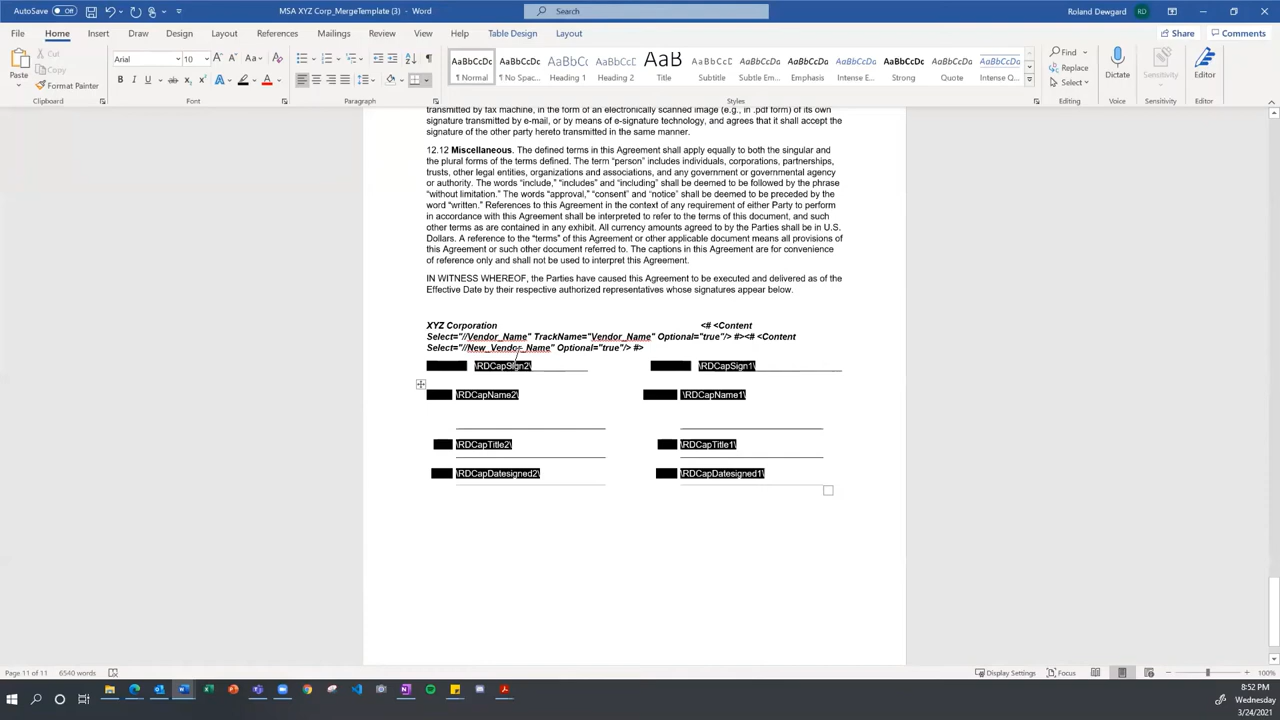 AutoSave Off
MSA XYZ Corp_MergeTemplate (3) - Word
Search
Roland Dewgard
RD
File Home Insert Draw Design Layout References Mailings Review View Help Table Design Layout
Share Comments
Paste
Cut
Copy
Format Painter
Clipboard
Arial 10
Font
Paragraph
AaBbCcDc AaBbCcDc AaBbCc AaBbCcD AaB AaBbCcD AaBbCcDc AaBbCcDc AaBbCcDc AaBbCcDc AaBbCcDc AaBbCcDc
¶ Normal ¶ No Spac... Heading 1 Heading 2 Title Subtitle Subtle Em... Emphasis Intense E... Strong Quote Intense Q...
Styles
Find
Replace
Select
Editing
Dictate
Voice
Sensitivity
Sensitivity
Editor
Editor
transmitted by fax machine, in the form of an electronically scanned image (e.g., in .pdf form) of its own
signature transmitted by e-mail, or by means of e-signature technology, and agrees that it shall accept the
signature of the other party hereto transmitted in the same manner.
12.12 Miscellaneous. The defined terms in this Agreement shall apply equally to both the singular and
the plural forms of the terms defined. The term "person" includes individuals, corporations, partnerships,
trusts, other legal entities, organizations and associations, and any government or governmental agency
or authority. The words "include," "includes" and "including" shall be deemed to be followed by the phrase
"without limitation." The words "approval," "consent" and "notice" shall be deemed to be preceded by the
word "written." References to this Agreement in the context of any requirement of either Party to perform
in accordance with this Agreement shall be interpreted to refer to the terms of this document, and such
other terms as are contained in any exhibit. All currency amounts agreed to by the Parties shall be in U.S.
Dollars. A reference to the "terms" of this Agreement or other applicable document means all provisions of
this Agreement or such other document referred to. The captions in this Agreement are for convenience
of reference only and shall not be used to interpret this Agreement.
IN WITNESS WHEREOF, the Parties have caused this Agreement to be executed and delivered as of the
Effective Date by their respective authorized representatives whose signatures appear below.
XYZ Corporation <# <Content
Select="//Vendor_Name" TrackName="Vendor_Name" Optional="true"/> #><# <Content
Select="//New_Vendor_Name" Optional="true"/> #>
\RDCapSign2\ \RDCapSign1\
\RDCapName2\ \RDCapName1\
\RDCapTitle2\ \RDCapTitle1\
\RDCapDatesigned2\ \RDCapDatesigned1\
Page 11 of 11 6540 words
Display Settings Focus 100%
8:52 PM
Wednesday
3/24/2021